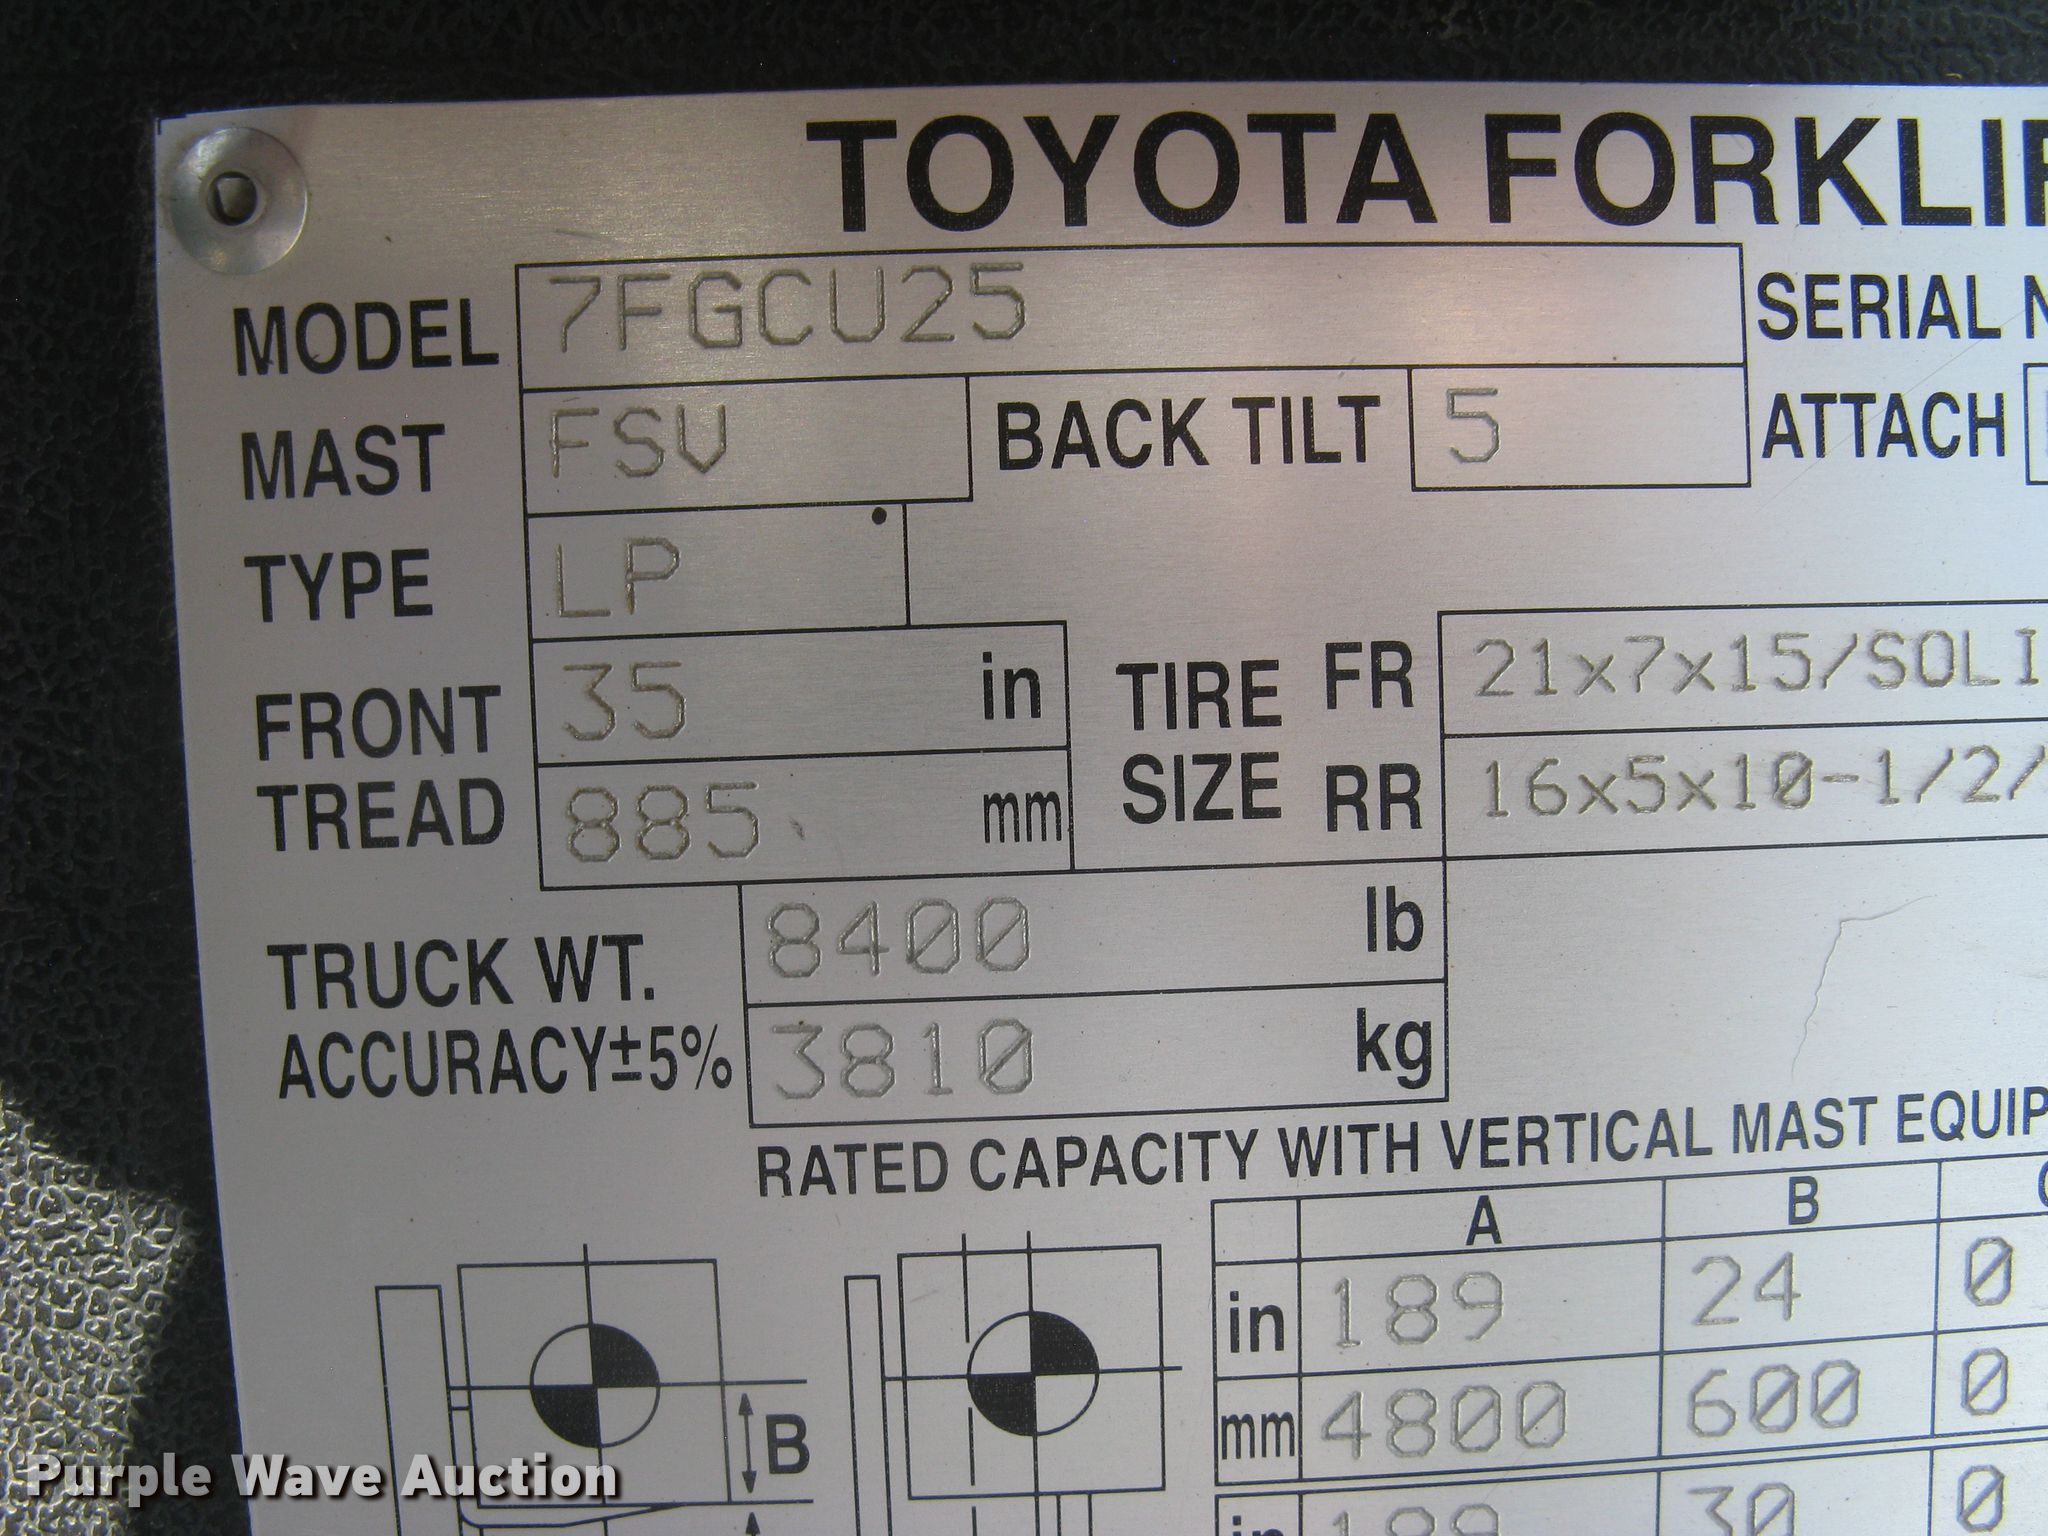 TOYOTA FORKLIF
MODEL 7FGCU25 SERIAL N
MAST FSV BACK TILT 5 ATTACH
TYPE LP
FRONT TREAD 35 in TIRE SIZE FR 21x7x15/SOLI
885 mm RR 16x5x10-1/2/
TRUCK WT. 8400 lb
ACCURACY±5% 3810 kg
RATED CAPACITY WITH VERTICAL MAST EQUIP
A B
in 189 24 0
mm 4800 600 0
in 189 30 0
B
Purple Wave Auction